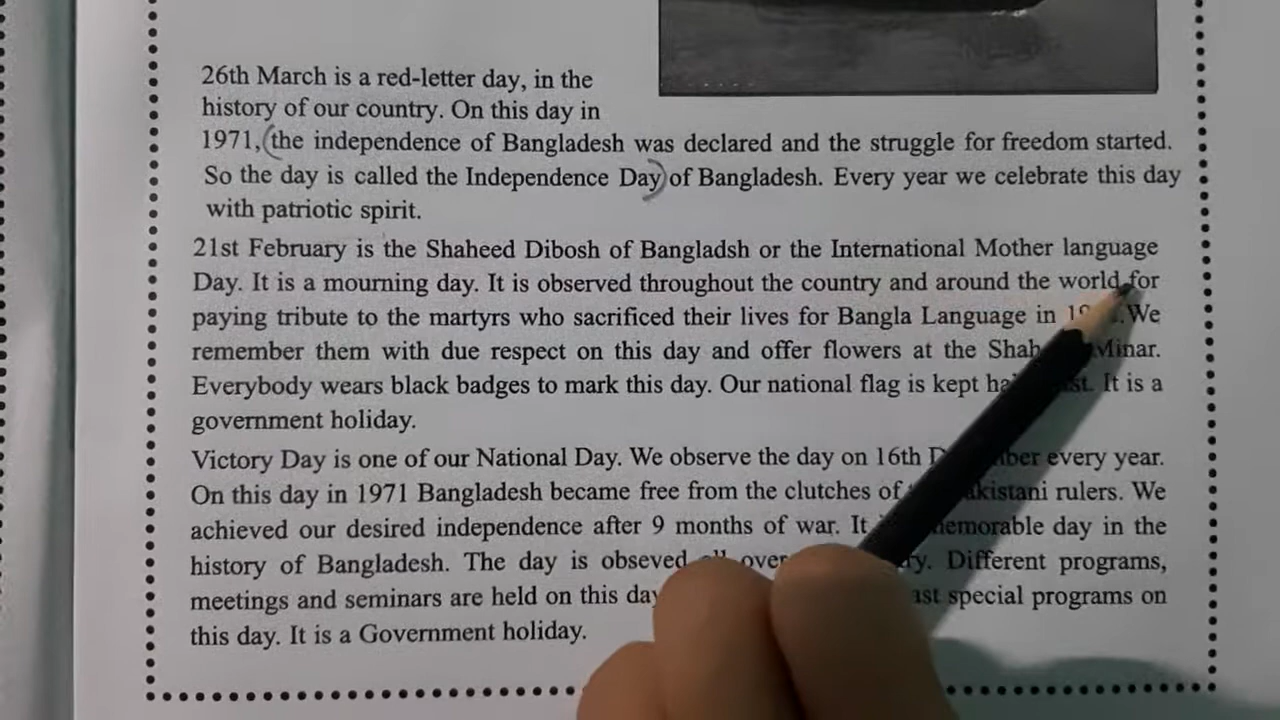 26th March is a red-letter day, in the
history of our country. On this day in
1971, the independence of Bangladesh was declared and the struggle for freedom started.
So the day is called the Independence Day of Bangladesh. Every year we celebrate this day
with patriotic spirit.
21st February is the Shaheed Dibosh of Bangladsh or the International Mother language
Day. It is a mourning day. It is observed throughout the country and around the world for
paying tribute to the martyrs who sacrificed their lives for Bangla Language in We
remember them with due respect on this day and offer flowers at the Minar.
Everybody wears black badges to mark this day. Our national flag is kept It is a
government holiday.
Victory Day is one of our National Day. We observe the day on 16th every year.
On this day in 1971 Bangladesh became free from the clutches of rulers. We
achieved our desired independence after 9 months of war. It memorable day in the
history of Bangladesh. The day is obseved over Different programs,
meetings and seminars are held on this day special programs on
this day. It is a Government holiday.